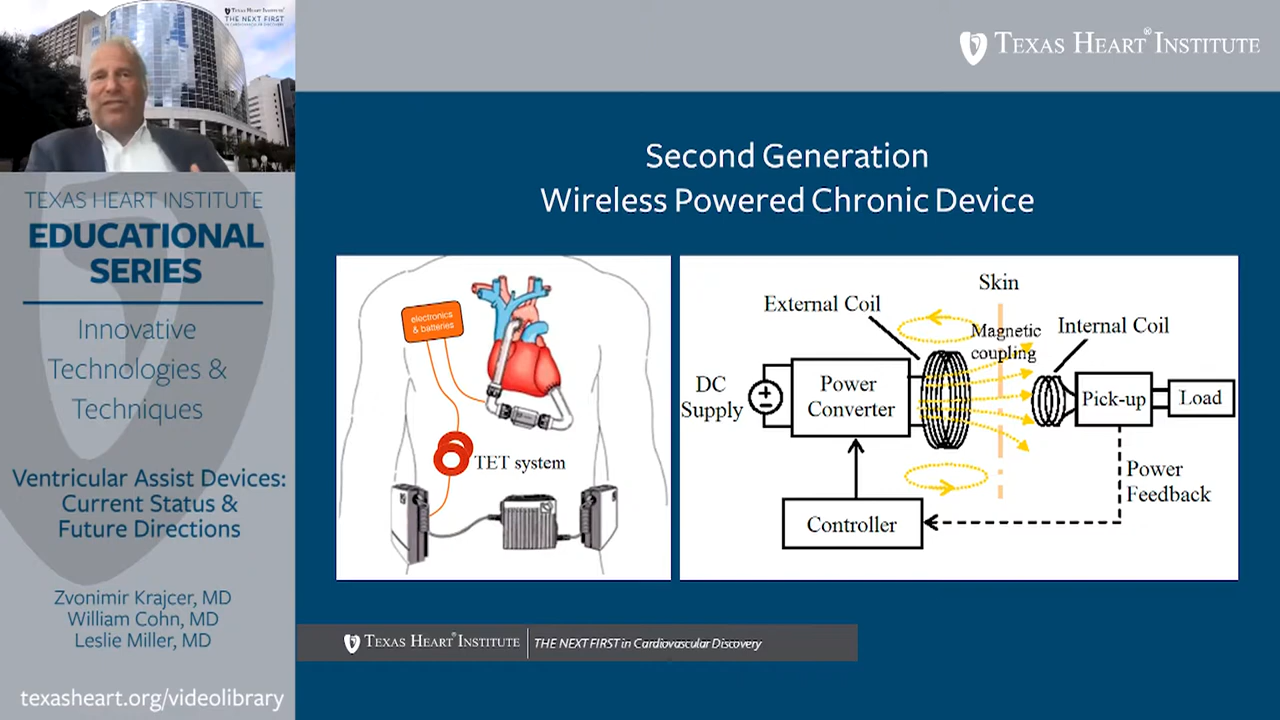 TEXAS HEART INSTITUTE
THE NEXT FIRST
IN CARDIOVASCULAR DISCOVERY
TEXAS HEART INSTITUTE
EDUCATIONAL
SERIES
Innovative
Technologies &
Techniques
Ventricular Assist Devices:
Current Status &
Future Directions
Zvonimir Krajcer, MD
William Cohn, MD
Leslie Miller, MD
texasheart.org/videolibrary
TEXAS HEART® INSTITUTE
Second Generation
Wireless Powered Chronic Device
electronics
& batteries
TET system
Skin
External Coil
Magnetic
coupling
Internal Coil
DC
Supply
Power
Converter
Pick-up
Load
Power
Feedback
Controller
TEXAS HEART® INSTITUTE
THE NEXT FIRST in Cardiovascular Discovery